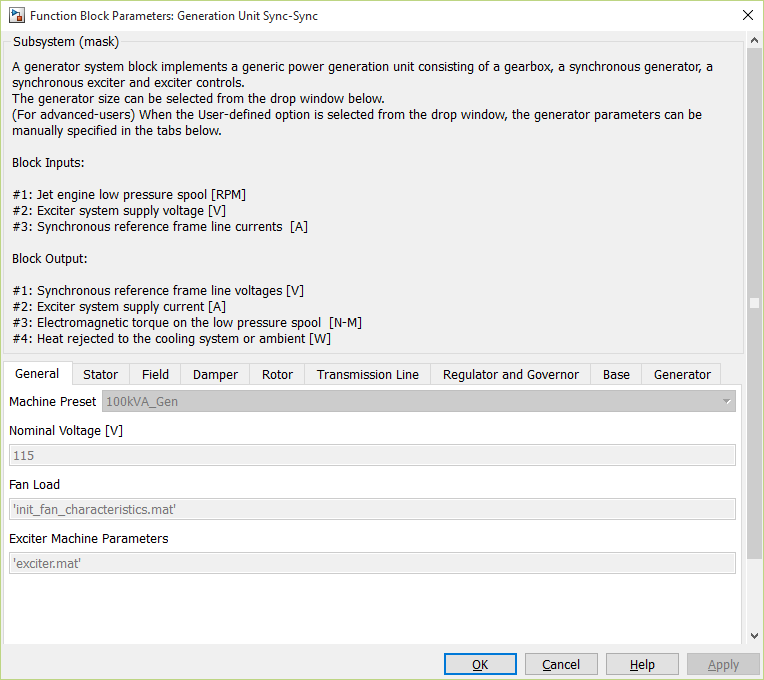 Function Block Parameters: Generation Unit Sync-Sync
Subsystem (mask)
A generator system block implements a generic power generation unit consisting of a gearbox, a synchronous generator, a
synchronous exciter and exciter controls.
The generator size can be selected from the drop window below.
(For advanced-users) When the User-defined option is selected from the drop window, the generator parameters can be
manually specified in the tabs below.
Block Inputs:
#1: Jet engine low pressure spool [RPM]
#2: Exciter system supply voltage [V]
#3: Synchronous reference frame line currents  [A]
Block Output:
#1: Synchronous reference frame line voltages [V]
#2: Exciter system supply current [A]
#3: Electromagnetic torque on the low pressure spool  [N-M]
#4: Heat rejected to the cooling system or ambient [W]
General Stator Field Damper Rotor Transmission Line Regulator and Governor Base Generator
Machine Preset 100kVA_Gen
Nominal Voltage [V]
115
Fan Load
'init_fan_characteristics.mat'
Exciter Machine Parameters
'exciter.mat'
OK Cancel Help Apply